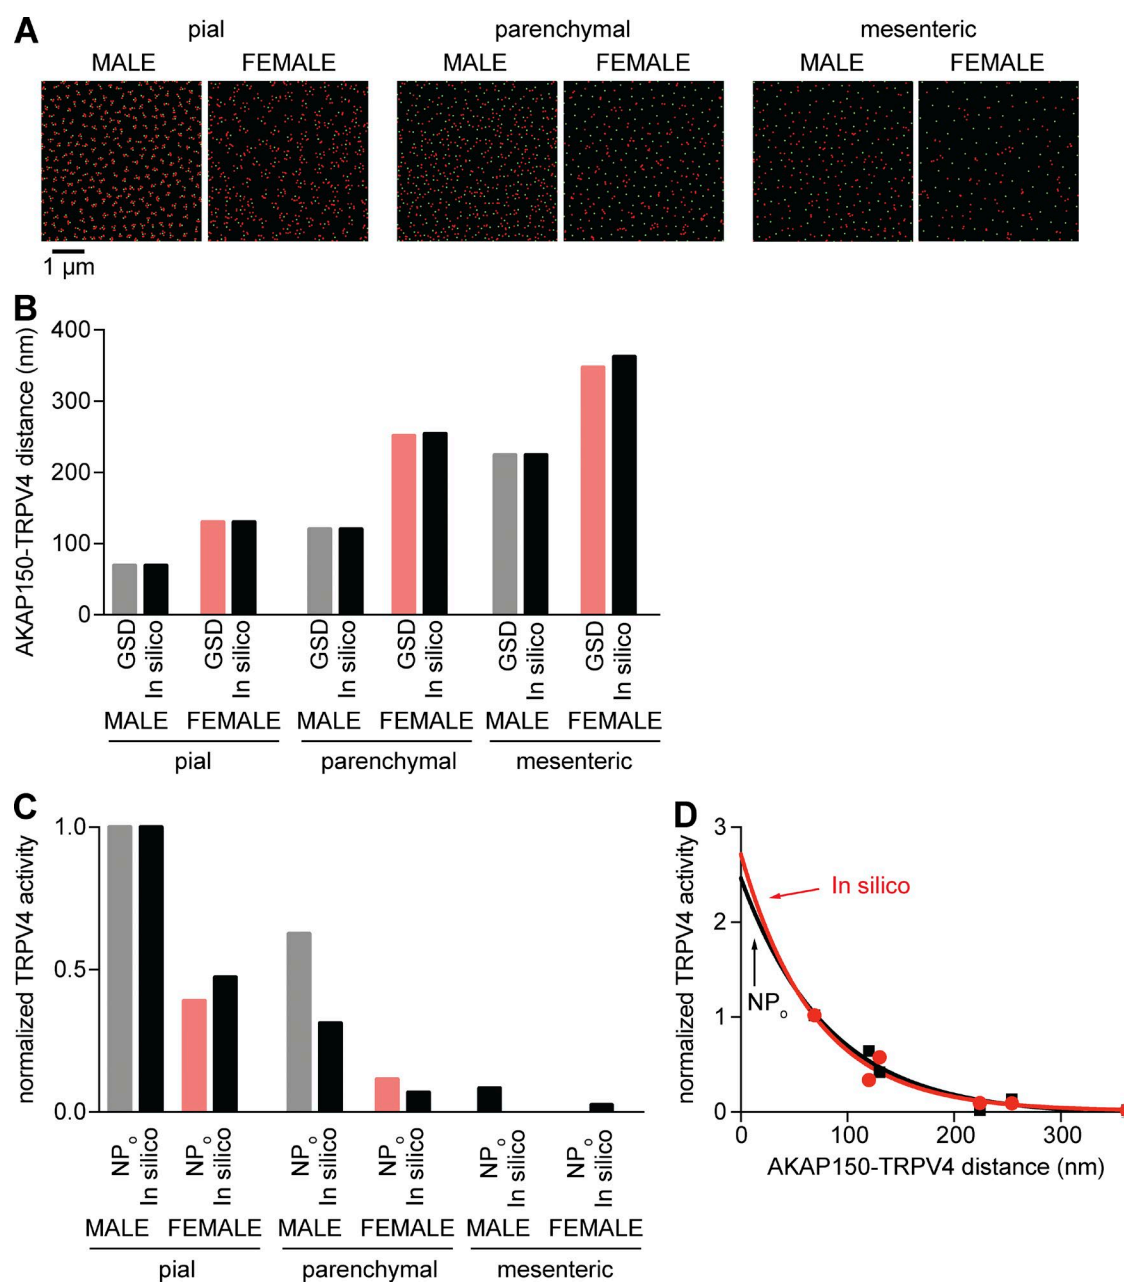 A
pial parenchymal mesenteric
MALE FEMALE MALE FEMALE MALE FEMALE
1 µm
B
AKAP150-TRPV4 distance (nm)
400
300
200
100
0
GSD In silico GSD In silico GSD In silico GSD In silico GSD In silico GSD In silico
MALE FEMALE MALE FEMALE MALE FEMALE
pial parenchymal mesenteric
C
normalized TRPV4 activity
1.0
0.5
0.0
NPo In silico NPo In silico NPo In silico NPo In silico NPo In silico NPo In silico
MALE FEMALE MALE FEMALE MALE FEMALE
pial parenchymal mesenteric
D
normalized TRPV4 activity
3
2
1
0
In silico
NPo
0 100 200 300
AKAP150-TRPV4 distance (nm)